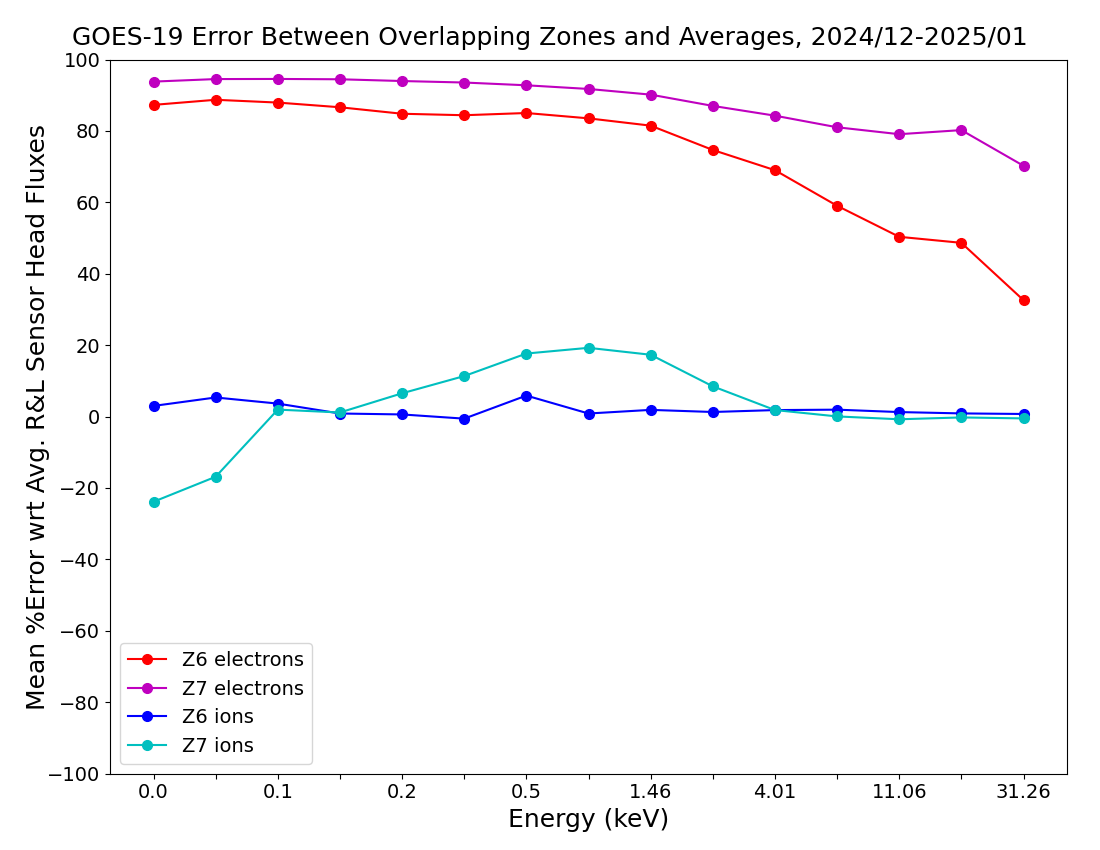 GOES-19 Error Between Overlapping Zones and Averages, 2024/12-2025/01
Mean %Error wrt Avg. R&L Sensor Head Fluxes
100
80
60
40
20
0
−20
−40
−60
−80
−100
Z6 electrons
Z7 electrons
Z6 ions
Z7 ions
0.0 0.1 0.2 0.5 1.46 4.01 11.06 31.26
Energy (keV)